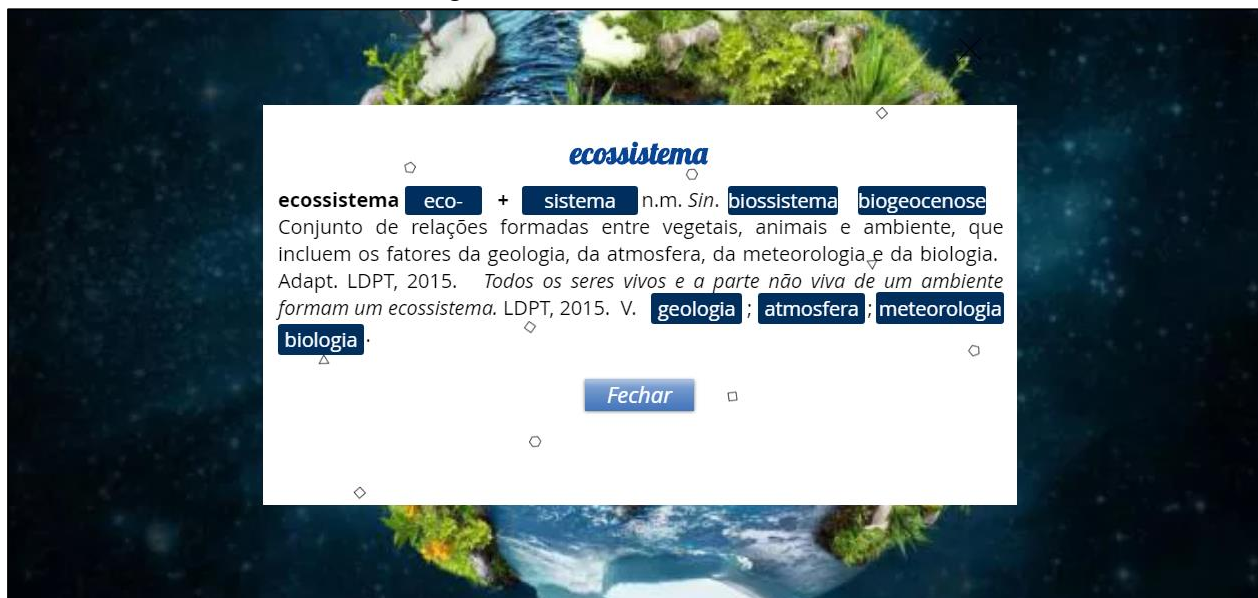 ecossistema
ecossistema eco- + sistema n.m. Sin. biossistema biogeocenose
Conjunto de relações formadas entre vegetais, animais e ambiente, que
incluem os fatores da geologia, da atmosfera, da meteorologia e da biologia.
Adapt. LDPT, 2015. Todos os seres vivos e a parte não viva de um ambiente
formam um ecossistema. LDPT, 2015. V. geologia ; atmosfera ; meteorologia
biologia .
Fechar